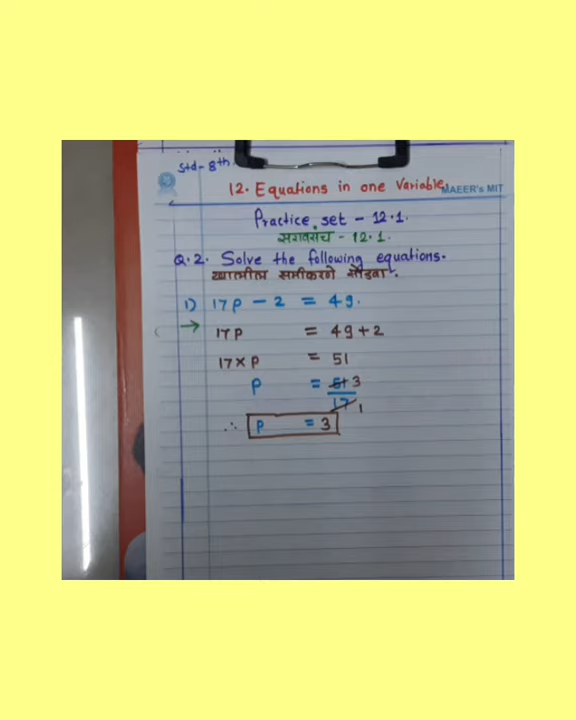 Std- 8th
12. Equations in one Variable.
MAEER's MIT
Practice set - 12.1.
सरावसंच - 12.1.
Q.2. Solve the following equations.
खालील समीकरणे सोडवा.
1) 17p - 2 = 49.
→ 17p = 49+2
17×p = 51
p = 51 3
17 1
∴ p = 3